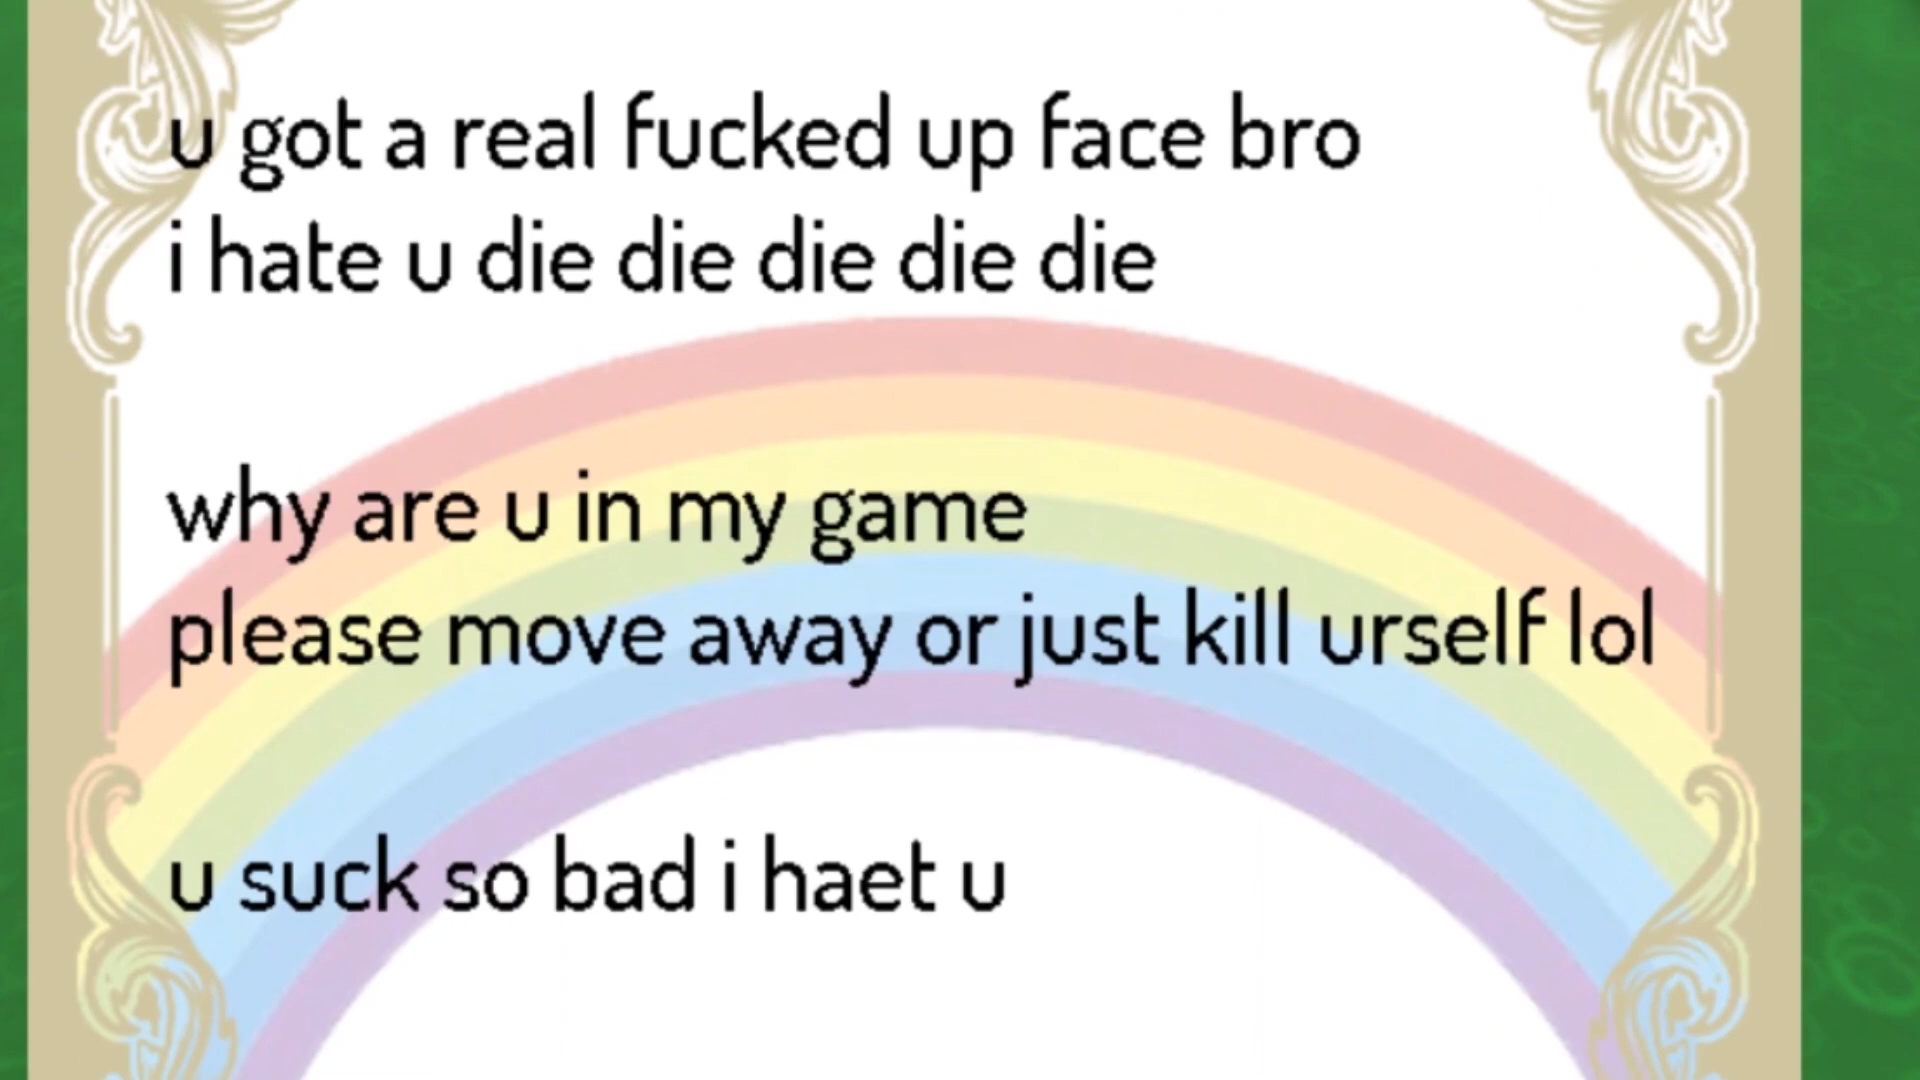 u got a real fucked up face bro
i hate u die die die die die
why are u in my game
please move away or just kill urself lol
u suck so bad i haet u